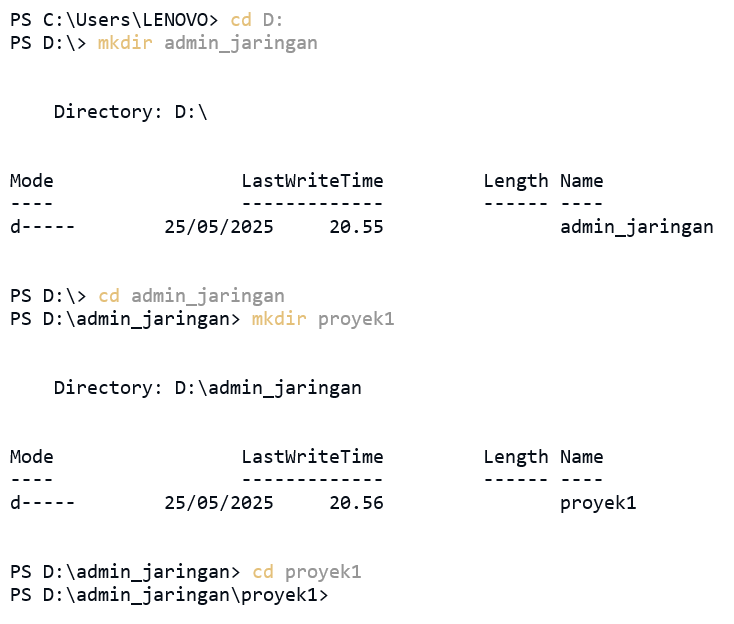 PS C:\Users\LENOVO> cd D:
PS D:\> mkdir admin_jaringan
Directory: D:\
Mode LastWriteTime Length Name
---- ------------- ------ ----
d----- 25/05/2025 20.55 admin_jaringan
PS D:\> cd admin_jaringan
PS D:\admin_jaringan> mkdir proyek1
Directory: D:\admin_jaringan
Mode LastWriteTime Length Name
---- ------------- ------ ----
d----- 25/05/2025 20.56 proyek1
PS D:\admin_jaringan> cd proyek1
PS D:\admin_jaringan\proyek1>